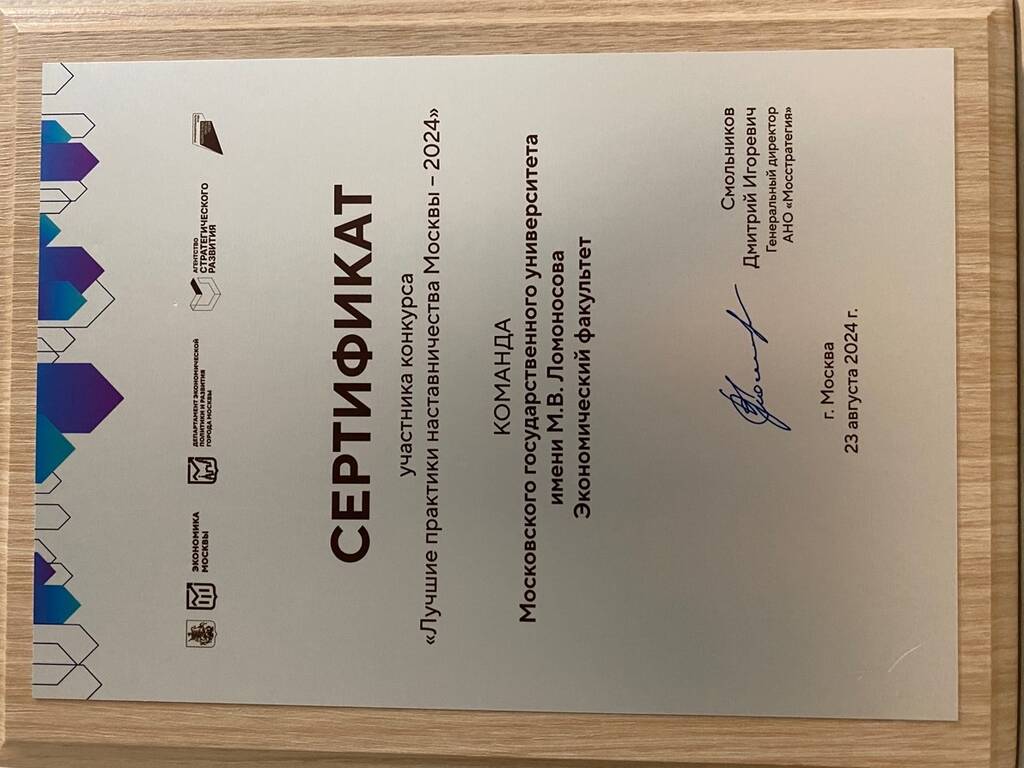 ЭКОНОМИКА
МОСКВЫ
ДЕПАРТАМЕНТ ЭКОНОМИЧЕСКОЙ
ПОЛИТИКИ И РАЗВИТИЯ
ГОРОДА МОСКВЫ
АГЕНТСТВО
СТРАТЕГИЧЕСКОГО
РАЗВИТИЯ
СЕРТИФИКАТ
участника конкурса
«Лучшие практики наставничества Москвы – 2024»
КОМАНДА
Московского государственного университета
имени М.В. Ломоносова
Экономический факультет
Смольников
Дмитрий Игоревич
Генеральный директор
АНО «Мосстратегия»
г. Москва
23 августа 2024 г.